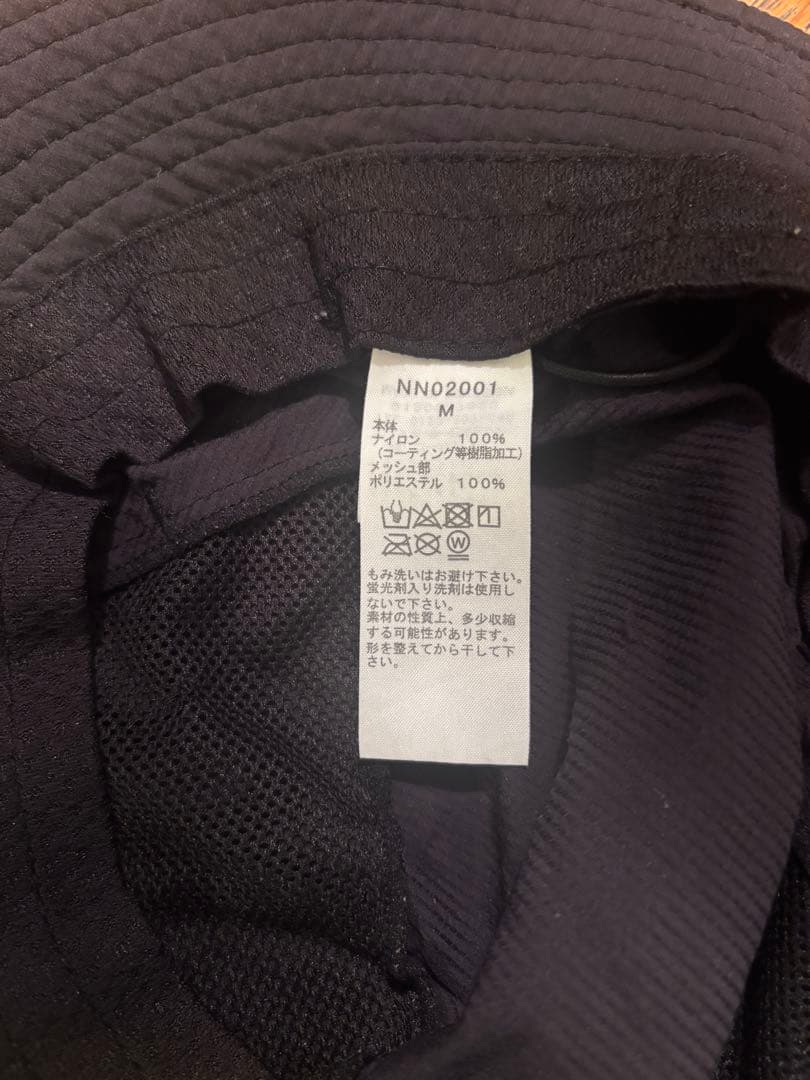 NN02001
M
本体
ナイロン 100%
(コーティング等樹脂加工)
メッシュ部
ポリエステル 100%
1
W
もみ洗いはお避け下さい。
蛍光剤入り洗剤は使用し
ないで下さい。
素材の性質上、多少収縮
する可能性があります。
形を整えてから干して下
さい。